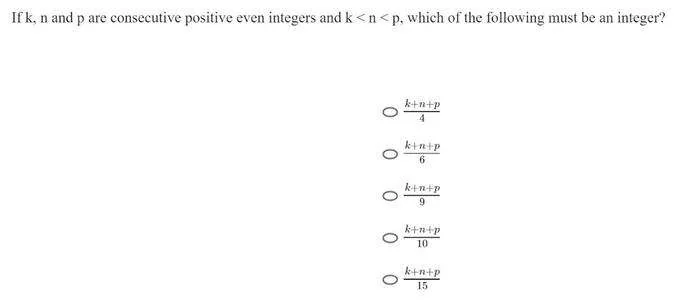 If k, n and p are consecutive positive even integers and k < n < p, which of the following must be an integer?
k+n+p
4
k+n+p
6
k+n+p
9
k+n+p
10
k+n+p
15